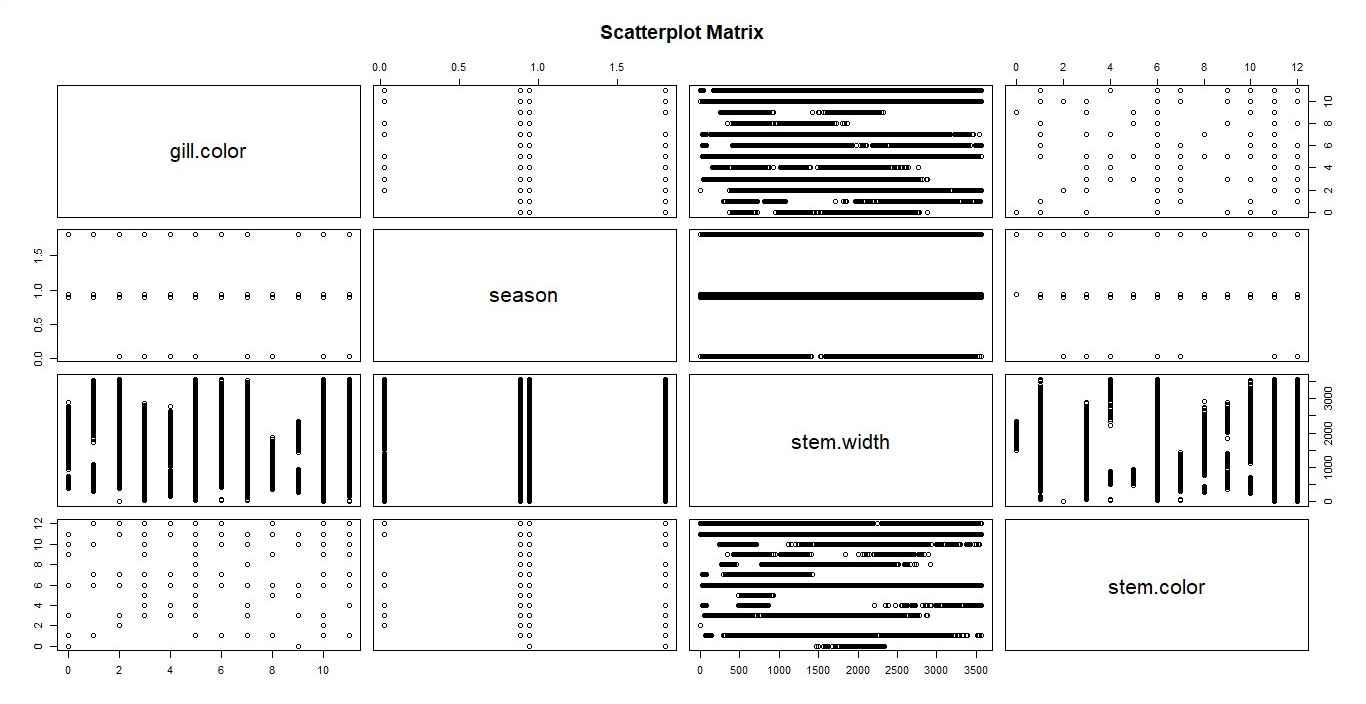 Scatterplot Matrix
0.0 0.5 1.0 1.5 0 2 4 6 8 10 12
gill.color 0 2 4 6 8 10
0.0 0.5 1.0 1.5 season
stem.width 0 1000 2000 3000
0 2 4 6 8 10 12 stem.color
0 2 4 6 8 10 0 500 1000 1500 2000 2500 3000 3500